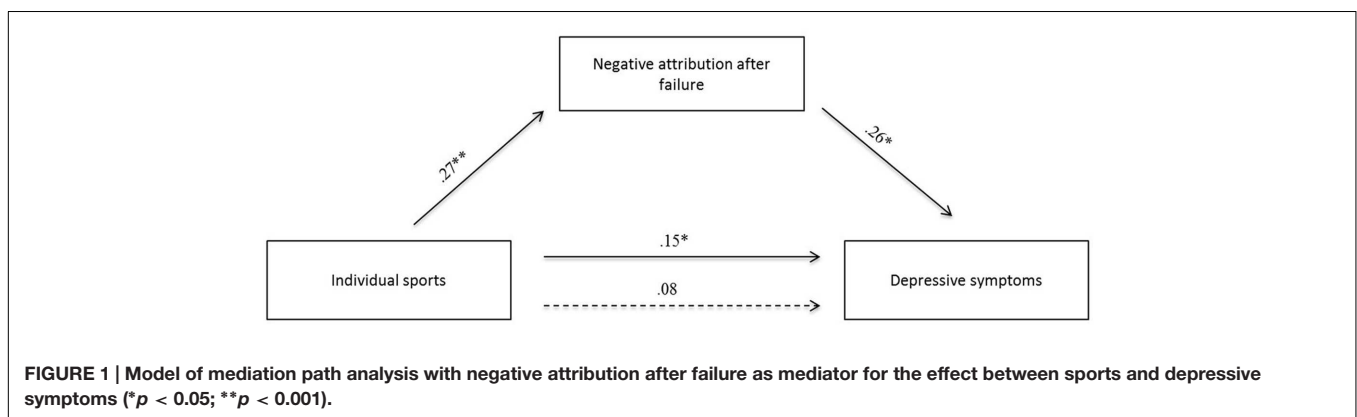 Negative attribution after
failure
.27**
.26*
Individual sports
.15*
.08
Depressive symptoms
FIGURE 1 | Model of mediation path analysis with negative attribution after failure as mediator for the effect between sports and depressive
symptoms (*p < 0.05; **p < 0.001).